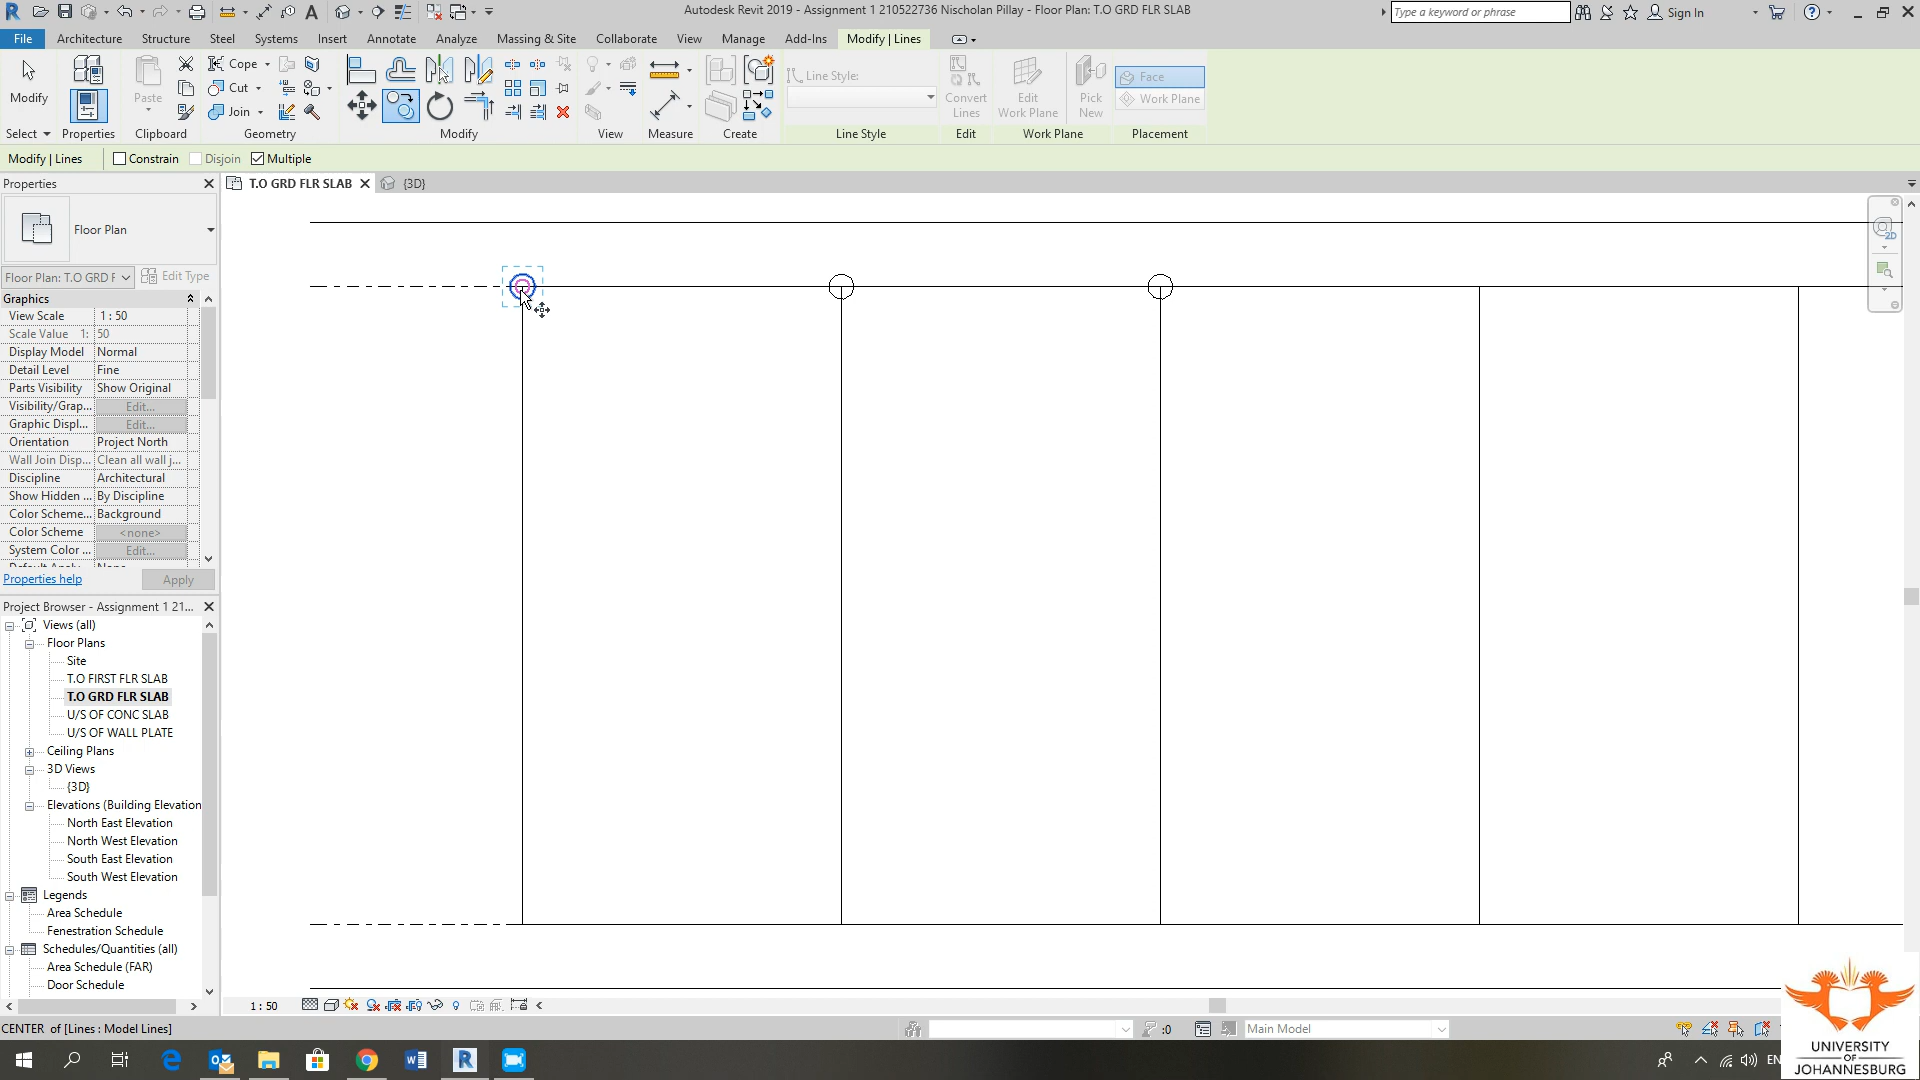 Autodesk Revit 2019 - Assignment 1 210522736 Nischolan Pillay - Floor Plan: T.O GRD FLR SLAB
Type a keyword or phrase
Sign In
File
Architecture
Structure
Steel
Systems
Insert
Annotate
Analyze
Massing & Site
Collaborate
View
Manage
Add-Ins
Modify | Lines
Modify
Paste
Cope
Cut
Join
Line Style:
Convert Lines
Edit Work Plane
Pick New
Face
Work Plane
Select
Properties
Clipboard
Geometry
Modify
View
Measure
Create
Line Style
Edit
Work Plane
Placement
Modify | Lines
Constrain
Disjoin
Multiple
Properties
T.O GRD FLR SLAB
{3D}
Floor Plan
Floor Plan: T.O GRD F
Edit Type
Graphics
View Scale 1 : 50
Scale Value 1: 50
Display Model Normal
Detail Level Fine
Parts Visibility Show Original
Visibility/Grap... Edit...
Graphic Displ... Edit...
Orientation Project North
Wall Join Disp... Clean all wall j...
Discipline Architectural
Show Hidden ... By Discipline
Color Scheme... Background
Color Scheme <none>
System Color ... Edit...
Properties help
Apply
Project Browser - Assignment 1 21...
Views (all)
Floor Plans
Site
T.O FIRST FLR SLAB
T.O GRD FLR SLAB
U/S OF CONC SLAB
U/S OF WALL PLATE
Ceiling Plans
3D Views
{3D}
Elevations (Building Elevation
North East Elevation
North West Elevation
South East Elevation
South West Elevation
Legends
Area Schedule
Fenestration Schedule
Schedules/Quantities (all)
Area Schedule (FAR)
Door Schedule
1 : 50
CENTER of [Lines : Model Lines]
:0
Main Model
2D
EN
UNIVERSITY
OF
JOHANNESBURG